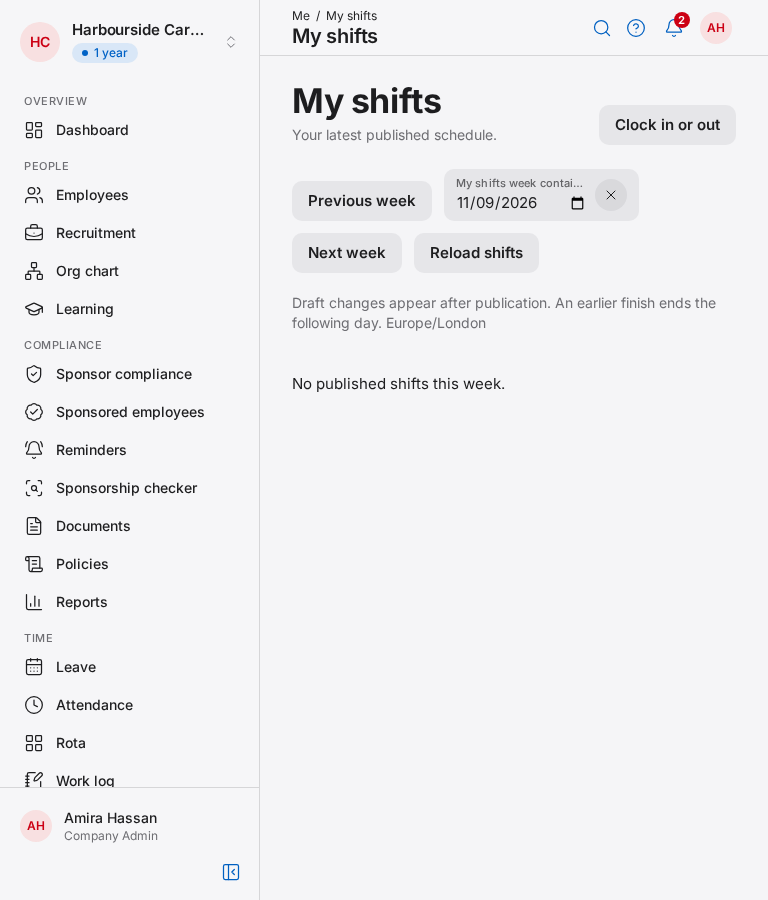 HC
Harbourside Car...
1 year
OVERVIEW
Dashboard
PEOPLE
Employees
Recruitment
Org chart
Learning
COMPLIANCE
Sponsor compliance
Sponsored employees
Reminders
Sponsorship checker
Documents
Policies
Reports
TIME
Leave
Attendance
Rota
Work log
AH
Amira Hassan
Company Admin
Me / My shifts
My shifts
2
AH
My shifts
Your latest published schedule.
Clock in or out
Previous week
My shifts week contai...
11/09/2026
Next week
Reload shifts
Draft changes appear after publication. An earlier finish ends the
following day. Europe/London
No published shifts this week.